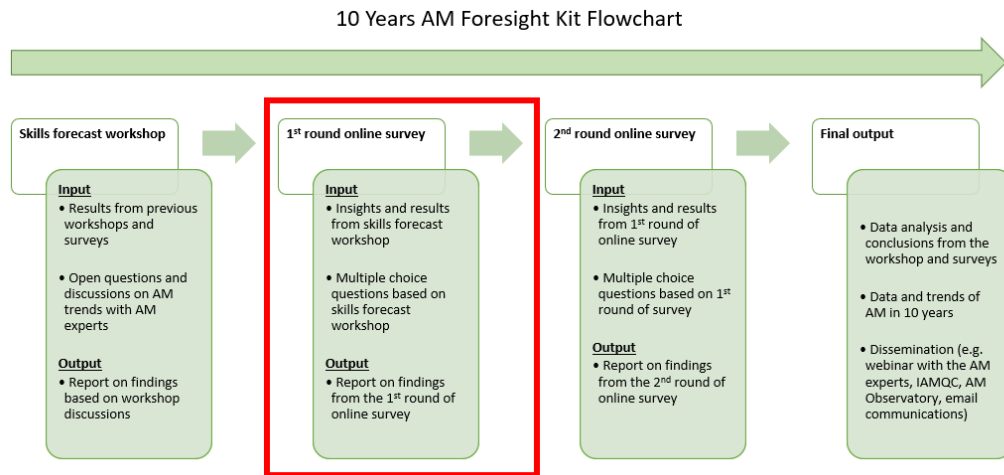 10 Years AM Foresight Kit Flowchart
Skills forecast workshop
Input
• Results from previous
workshops and
surveys
• Open questions and
discussions on AM
trends with AM
experts
Output
• Report on findings
based on workshop
discussions
1st round online survey
Input
• Insights and results
from skills forecast
workshop
• Multiple choice
questions based on
skills forecast
workshop
Output
• Report on findings
from the 1st round of
online survey
2nd round online survey
Input
• Insights and results
from 1st round of
online survey
• Multiple choice
questions based on 1st
round of survey
Output
• Report on findings
from the 2nd round of
online survey
Final output
• Data analysis and
conclusions from the
workshop and surveys
• Data and trends of
AM in 10 years
• Dissemination (e.g.
webinar with the AM
experts, IAMQC, AM
Observatory, email
communications)